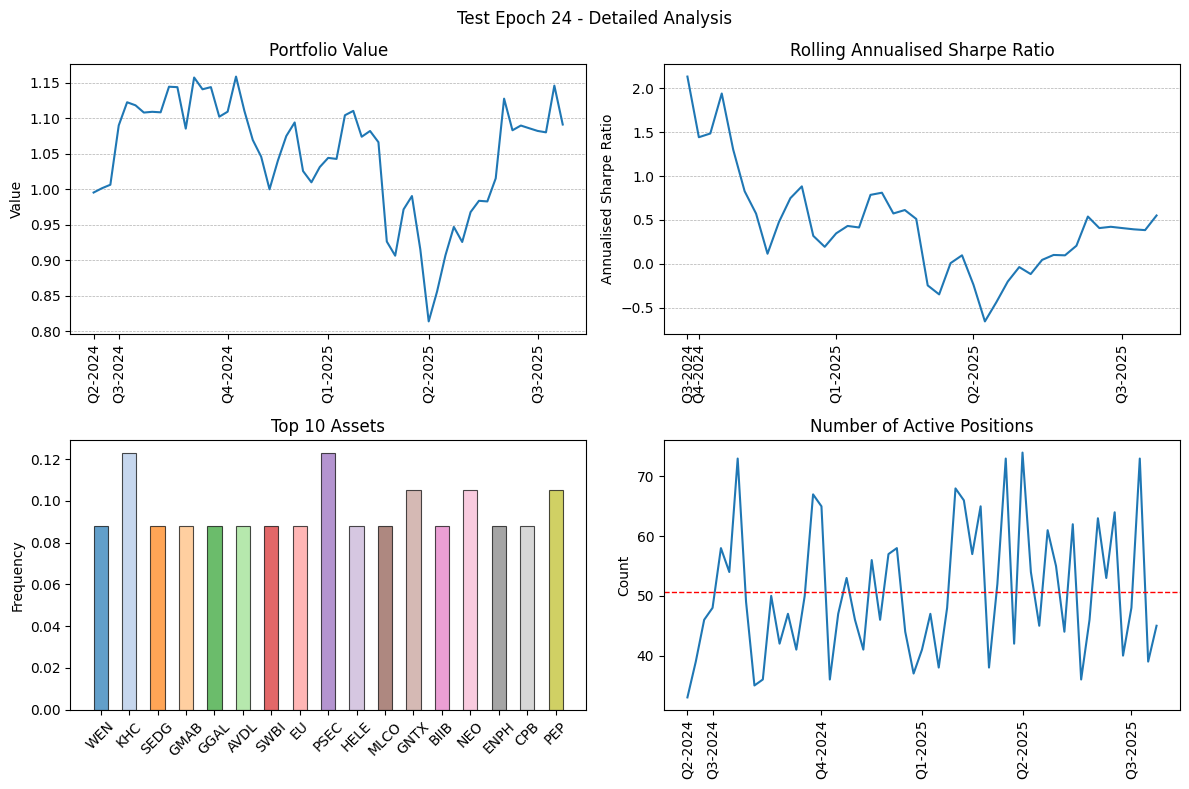 Test Epoch 24 - Detailed Analysis
Portfolio Value
Value
1.15
1.10
1.05
1.00
0.95
0.90
0.85
0.80
Q2-2024
Q3-2024
Q4-2024
Q1-2025
Q2-2025
Q3-2025
Rolling Annualised Sharpe Ratio
Annualised Sharpe Ratio
2.0
1.5
1.0
0.5
0.0
−0.5
Q3-2024
Q4-2024
Q1-2025
Q2-2025
Q3-2025
Top 10 Assets
Frequency
0.12
0.10
0.08
0.06
0.04
0.02
0.00
WEN
KHC
SEDG
GMAB
GGAL
AVDL
SWBI
EU
PSEC
HELE
MLCO
GNTX
BIIB
NEO
ENPH
CPB
PEP
Number of Active Positions
Count
70
60
50
40
Q2-2024
Q3-2024
Q4-2024
Q1-2025
Q2-2025
Q3-2025